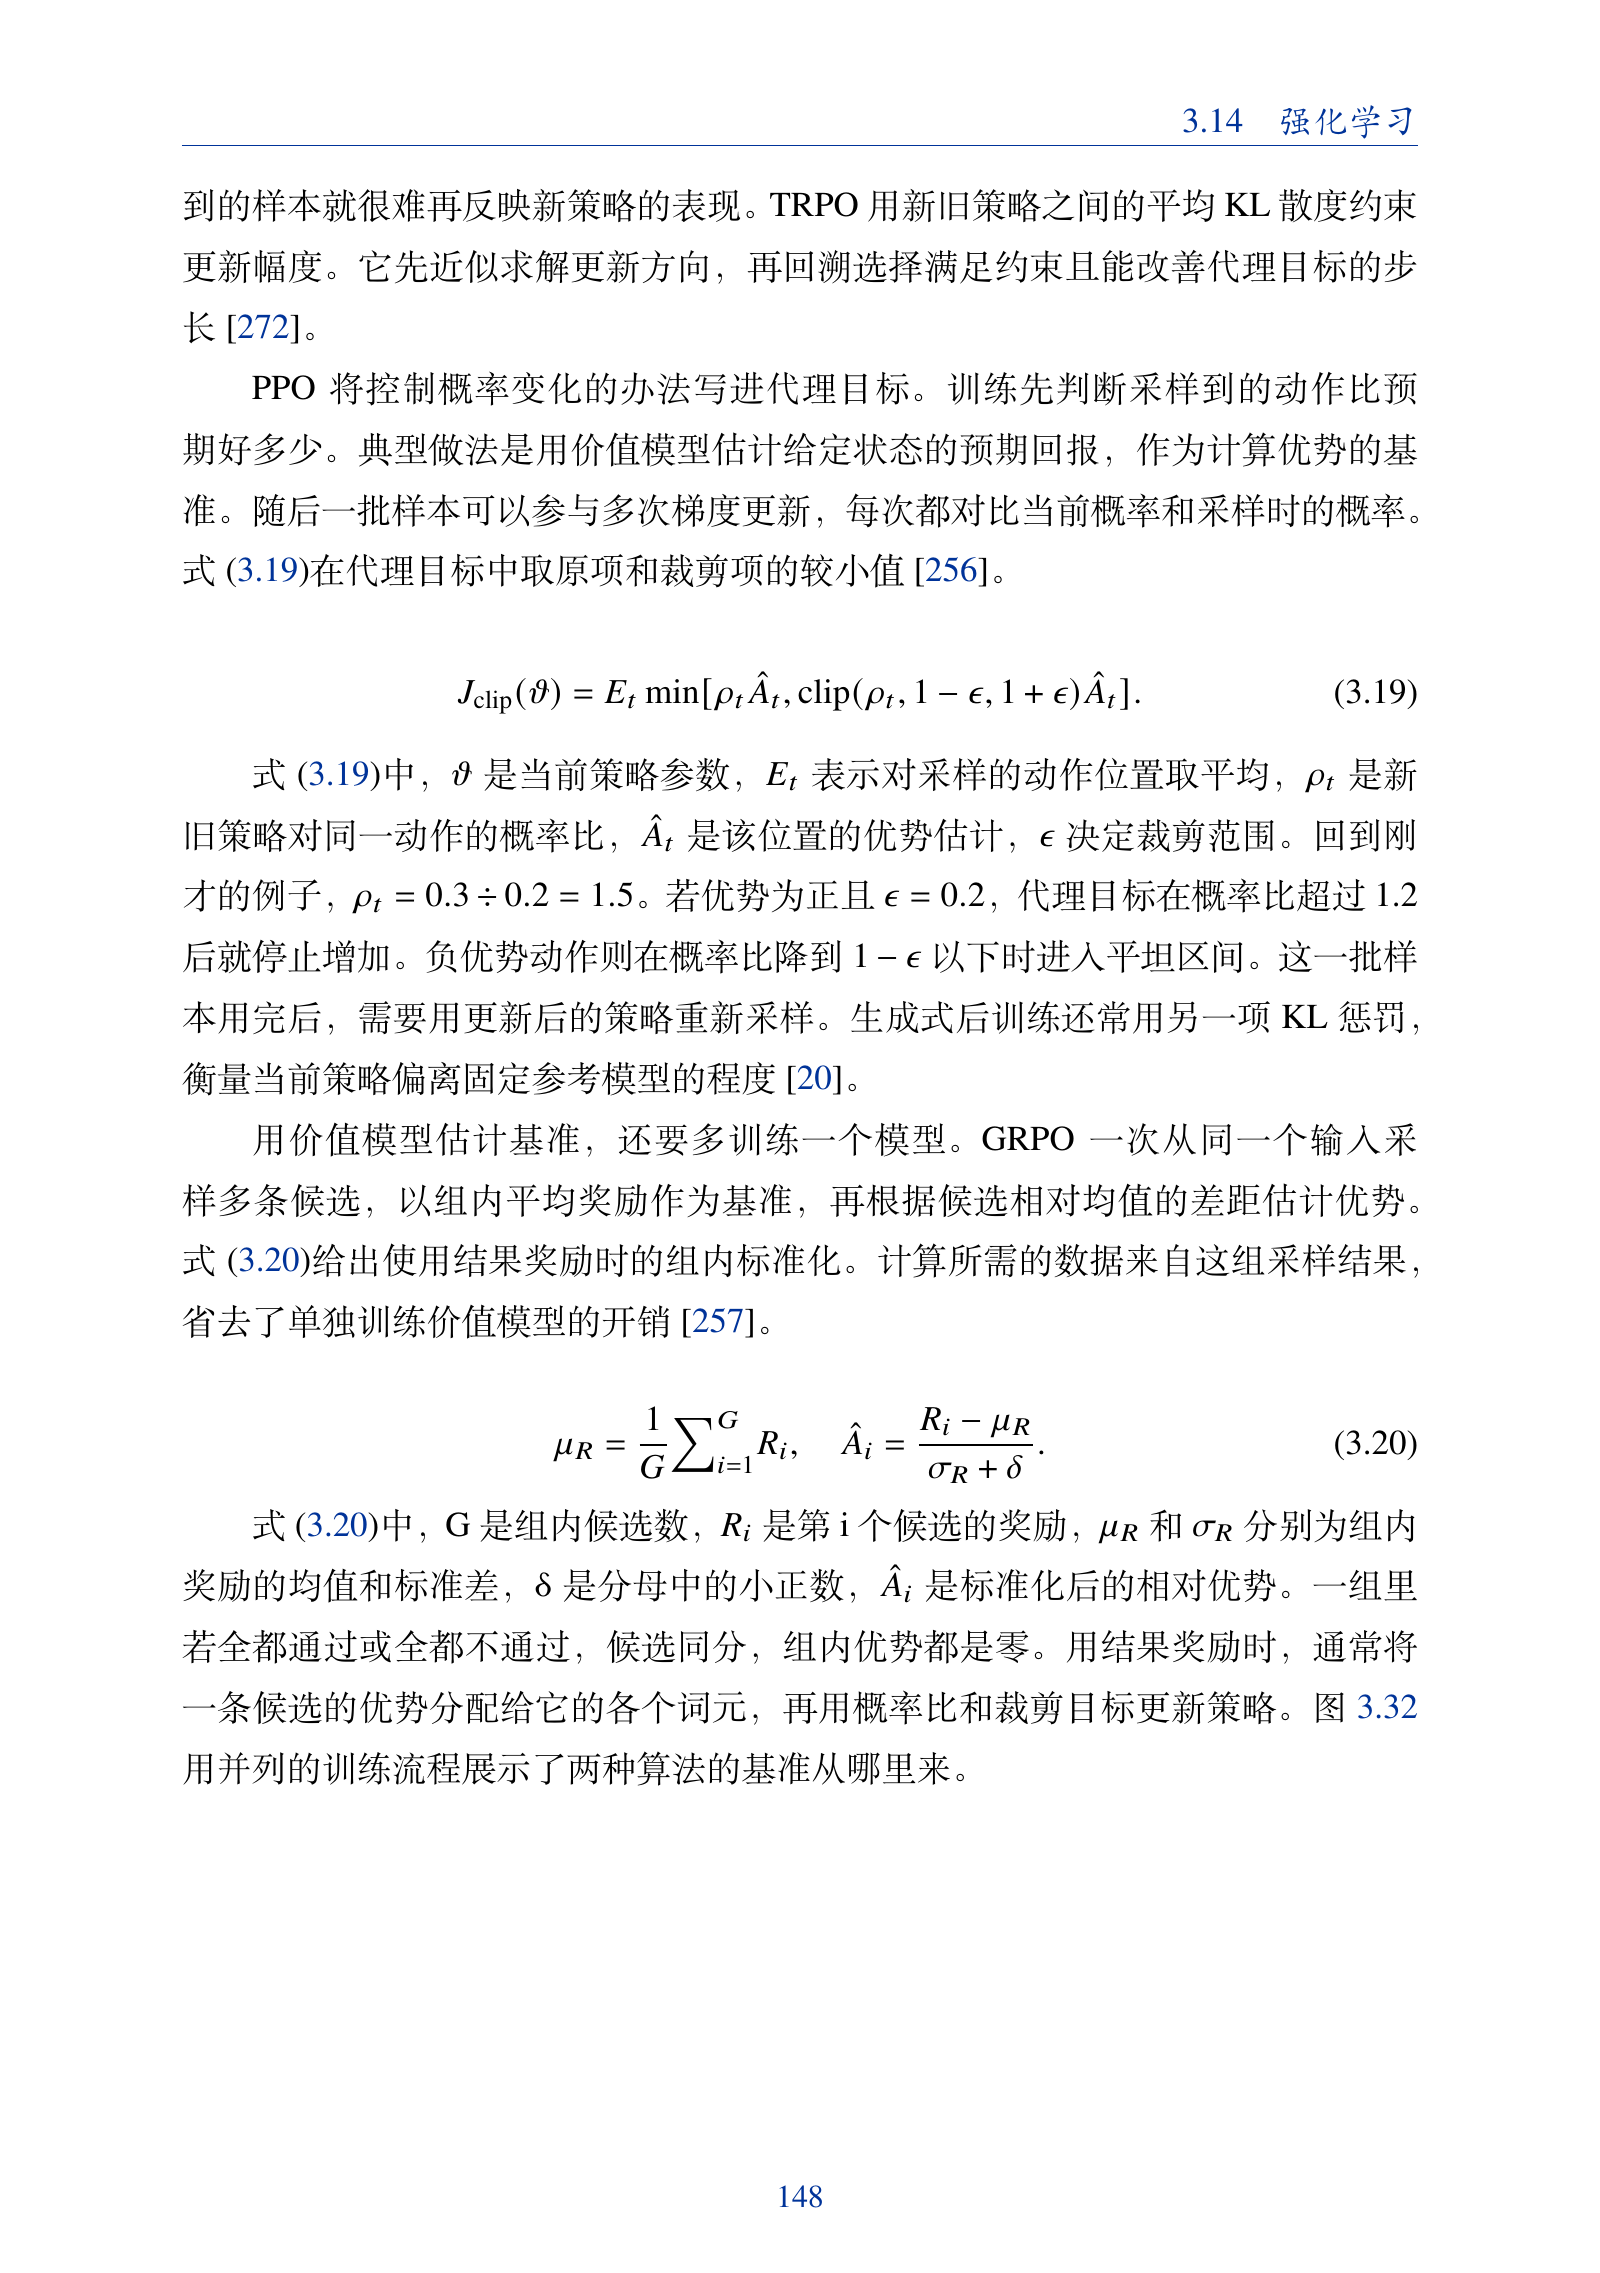 3.14 强化学习
到的样本就很难再反映新策略的表现。TRPO 用新旧策略之间的平均 KL 散度约束
更新幅度。它先近似求解更新方向，再回溯选择满足约束且能改善代理目标的步
长 [272]。
PPO 将控制概率变化的办法写进代理目标。训练先判断采样到的动作比预
期好多少。典型做法是用价值模型估计给定状态的预期回报，作为计算优势的基
准。随后一批样本可以参与多次梯度更新，每次都对比当前概率和采样时的概率。
式 (3.19)在代理目标中取原项和裁剪项的较小值 [256]。
J_clip(ϑ) = E_t min[ρ_t Â_t, clip(ρ_t, 1 − ϵ, 1 + ϵ)Â_t]. (3.19)
式 (3.19)中，ϑ 是当前策略参数，E_t 表示对采样的动作位置取平均，ρ_t 是新
旧策略对同一动作的概率比，Â_t 是该位置的优势估计，ϵ 决定裁剪范围。回到刚
才的例子，ρ_t = 0.3 ÷ 0.2 = 1.5。若优势为正且 ϵ = 0.2，代理目标在概率比超过 1.2
后就停止增加。负优势动作则在概率比降到 1 − ϵ 以下时进入平坦区间。这一批样
本用完后，需要用更新后的策略重新采样。生成式后训练还常用另一项 KL 惩罚，
衡量当前策略偏离固定参考模型的程度 [20]。
用价值模型估计基准，还要多训练一个模型。GRPO 一次从同一个输入采
样多条候选，以组内平均奖励作为基准，再根据候选相对均值的差距估计优势。
式 (3.20)给出使用结果奖励时的组内标准化。计算所需的数据来自这组采样结果，
省去了单独训练价值模型的开销 [257]。
μ_R = \frac{1}{G} ∑_{i=1}^{G} R_i, Â_i = \frac{R_i − μ_R}{σ_R + δ}. (3.20)
式 (3.20)中，G 是组内候选数，R_i 是第 i 个候选的奖励，μ_R 和 σ_R 分别为组内
奖励的均值和标准差，δ 是分母中的小正数，Â_i 是标准化后的相对优势。一组里
若全都通过或全都不通过，候选同分，组内优势都是零。用结果奖励时，通常将
一条候选的优势分配给它的各个词元，再用概率比和裁剪目标更新策略。图 3.32
用并列的训练流程展示了两种算法的基准从哪里来。
148